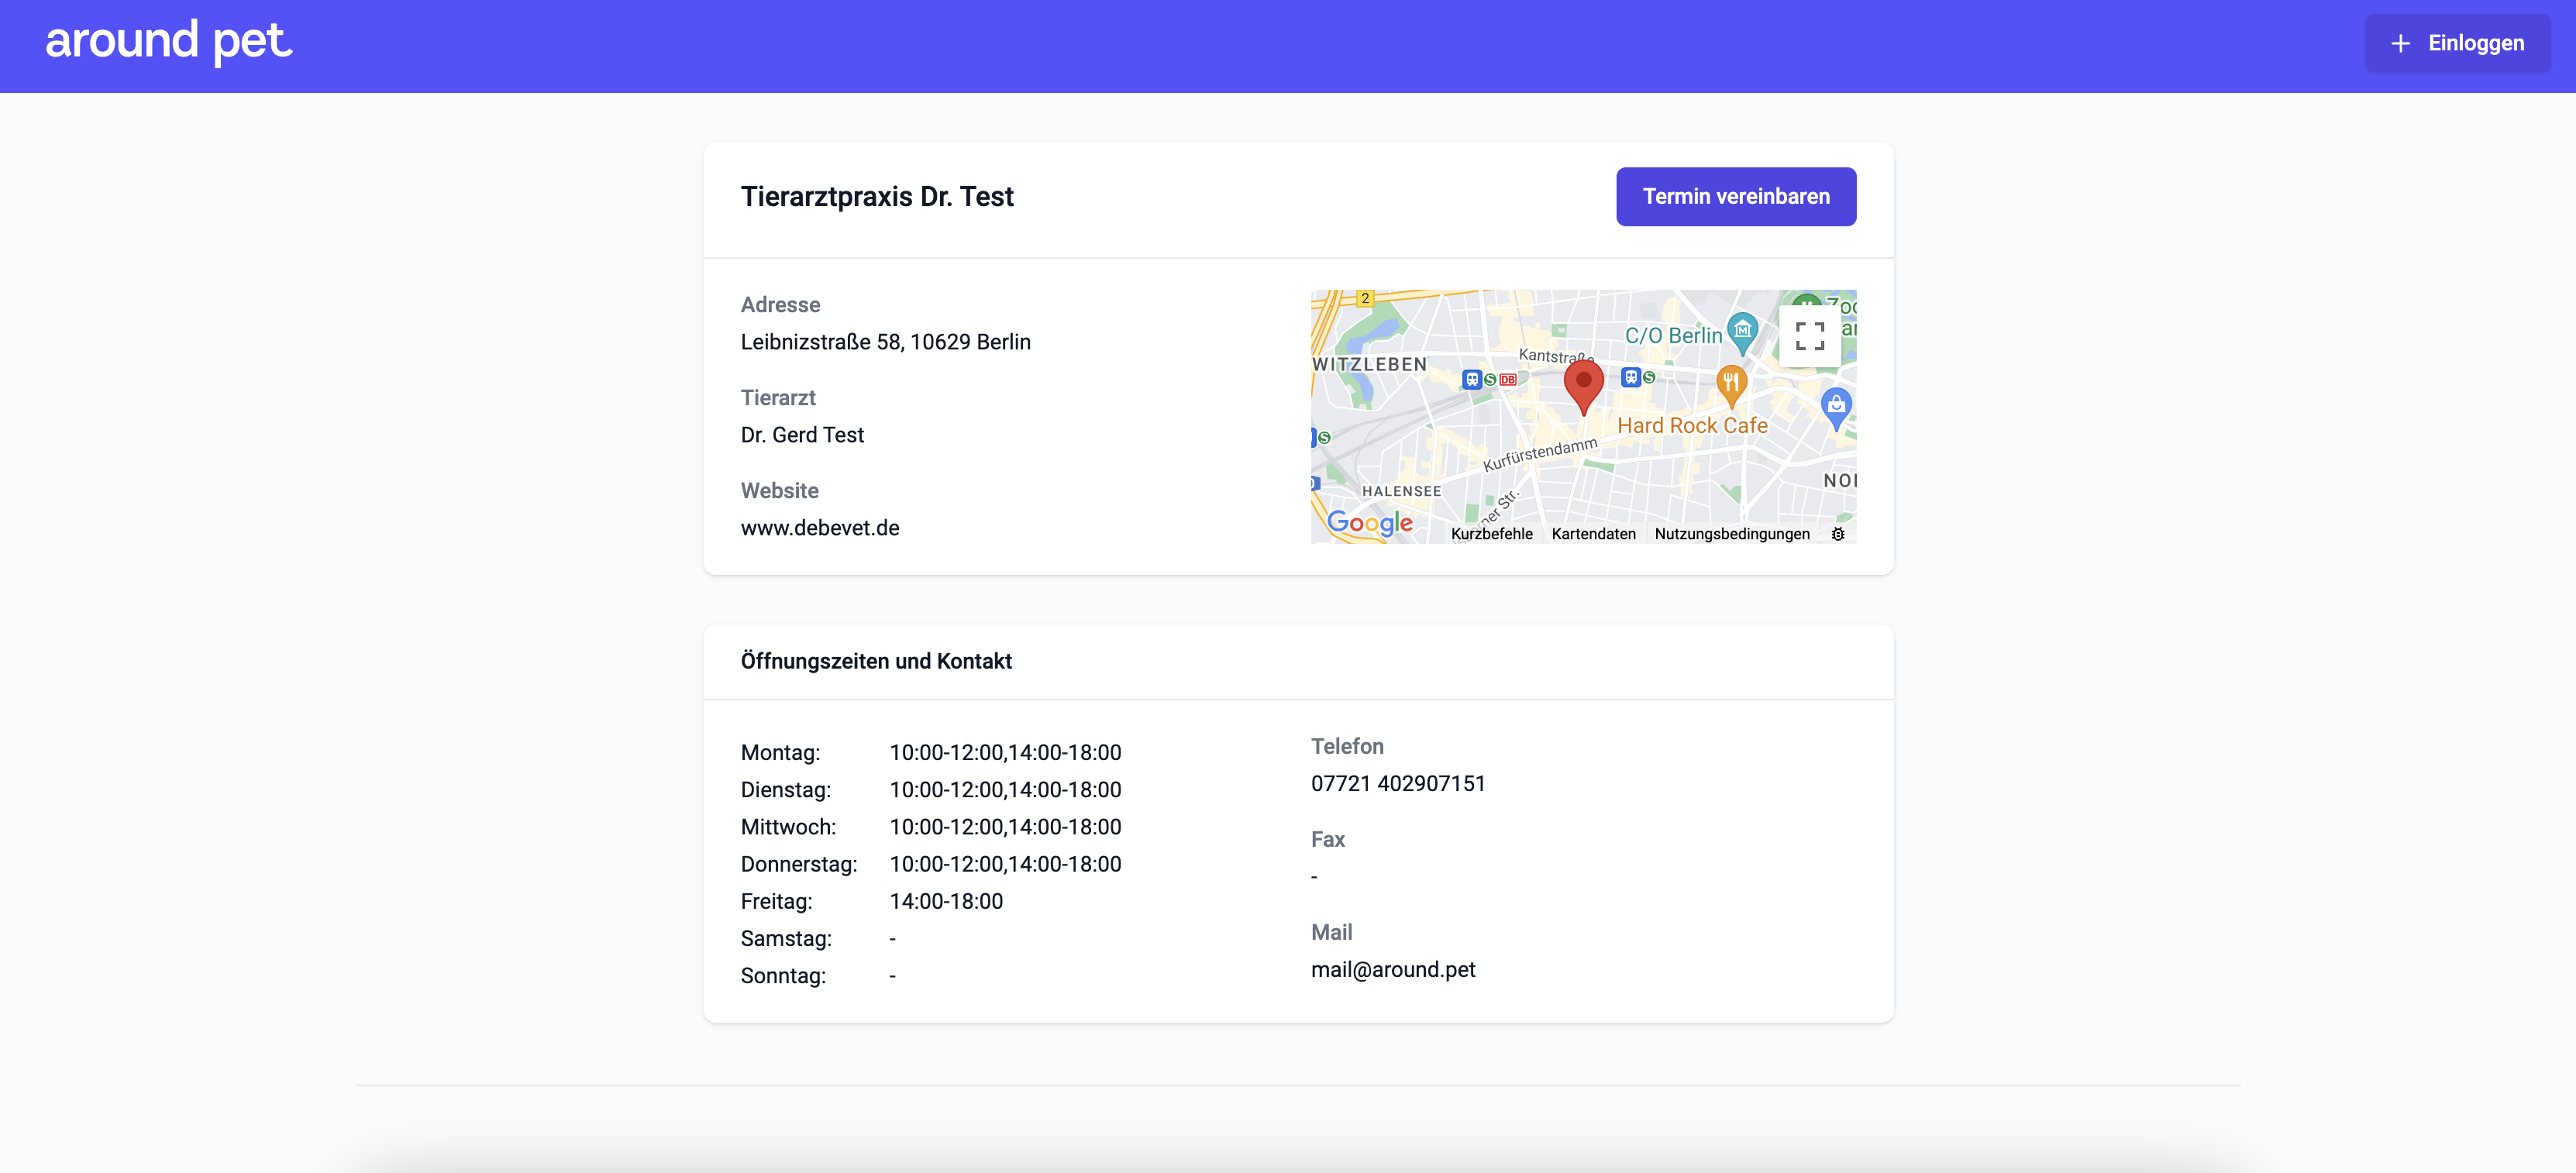 around pet.
Einloggen
Tierarztpraxis Dr. Test
Termin vereinbaren
Adresse
Leibnizstraße 58, 10629 Berlin
Tierarzt
Dr. Gerd Test
Website
www.debevet.de
2
C/O Berlin
Kantstraße
WITZLEBEN
S
DB
S
Hard Rock Cafe
S
Kurfürstendamm
HALENSEE
Str.
Google
Kurzbefehle
Kartendaten
Nutzungsbedingungen
Öffnungszeiten und Kontakt
Montag: 10:00-12:00,14:00-18:00
Dienstag: 10:00-12:00,14:00-18:00
Mittwoch: 10:00-12:00,14:00-18:00
Donnerstag: 10:00-12:00,14:00-18:00
Freitag: 14:00-18:00
Samstag: -
Sonntag: -
Telefon
07721 402907151
Fax
-
Mail
mail@around.pet